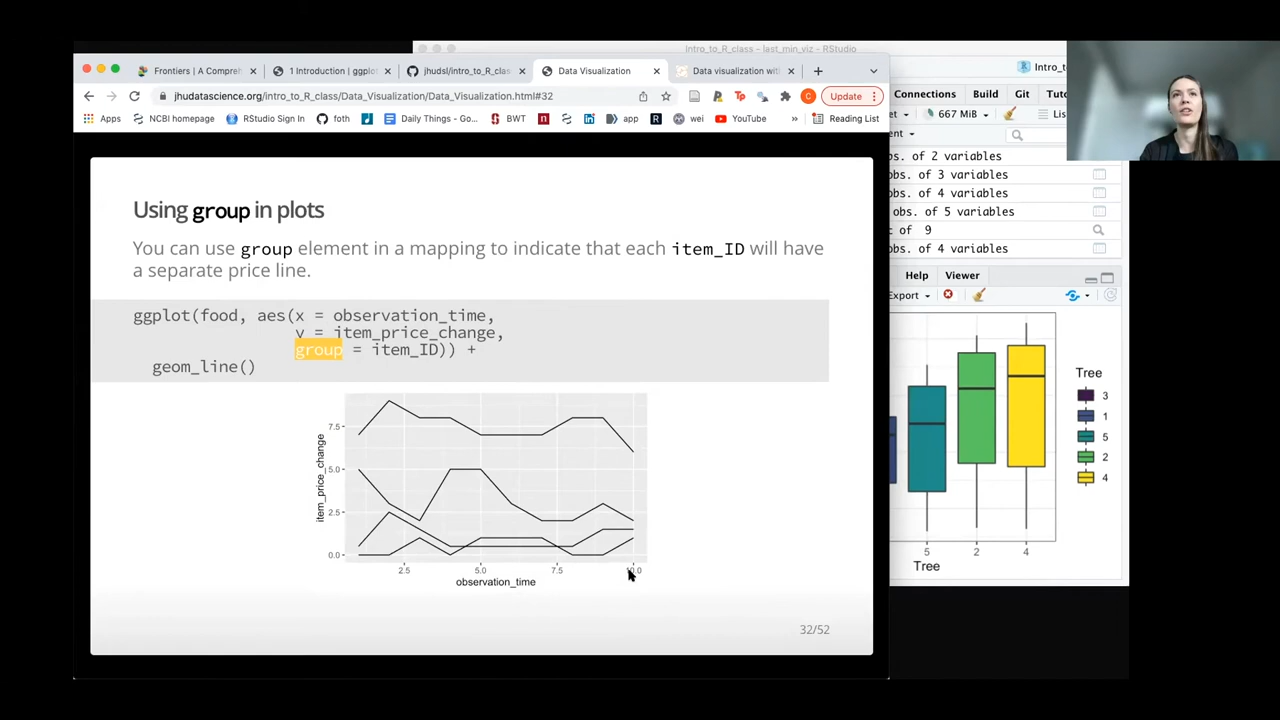 Intro_to_R_class - last_min_viz - RStudio
Frontiers | A Compreh
1 Introduction | ggplot
jhudsl/intro_to_R_clas
Data Visualization
Data visualization with
Intro_to
jhudatascience.org/intro_to_R_class/Data_Visualization/Data_Visualization.html#32
Update
Connections
Build
Git
Tut
Apps
NCBI homepage
RStudio Sign In
foth
Daily Things - Go...
BWT
app
wei
YouTube
»
Reading List
667 MiB
Lis
ent
obs. of 2 variables
obs. of 3 variables
obs. of 4 variables
obs. of 5 variables
of 9
obs. of 4 variables
Using group in plots
You can use group element in a mapping to indicate that each item_ID will have
a separate price line.
Help
Viewer
Export
ggplot(food, aes(x = observation_time,
y = item_price_change,
group = item_ID)) +
geom_line()
7.5
5.0
2.5
0.0
item_price_change
2.5
5.0
7.5
10.0
observation_time
Tree
3
1
5
2
4
5
2
4
Tree
32/52